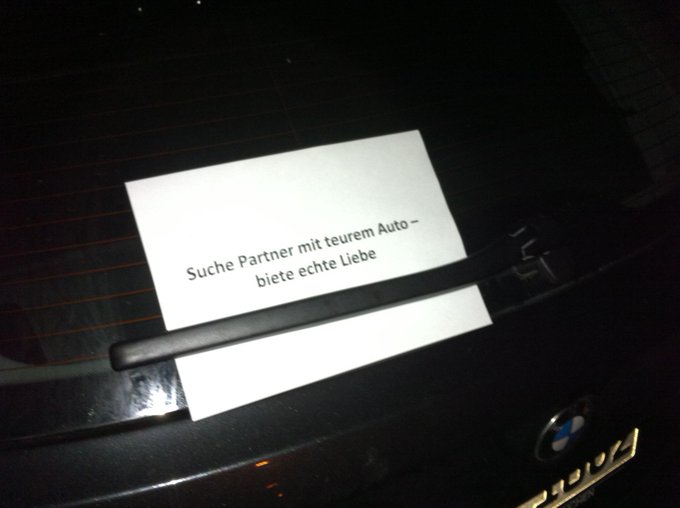 Suche Partner mit teurem Auto –
biete echte Liebe